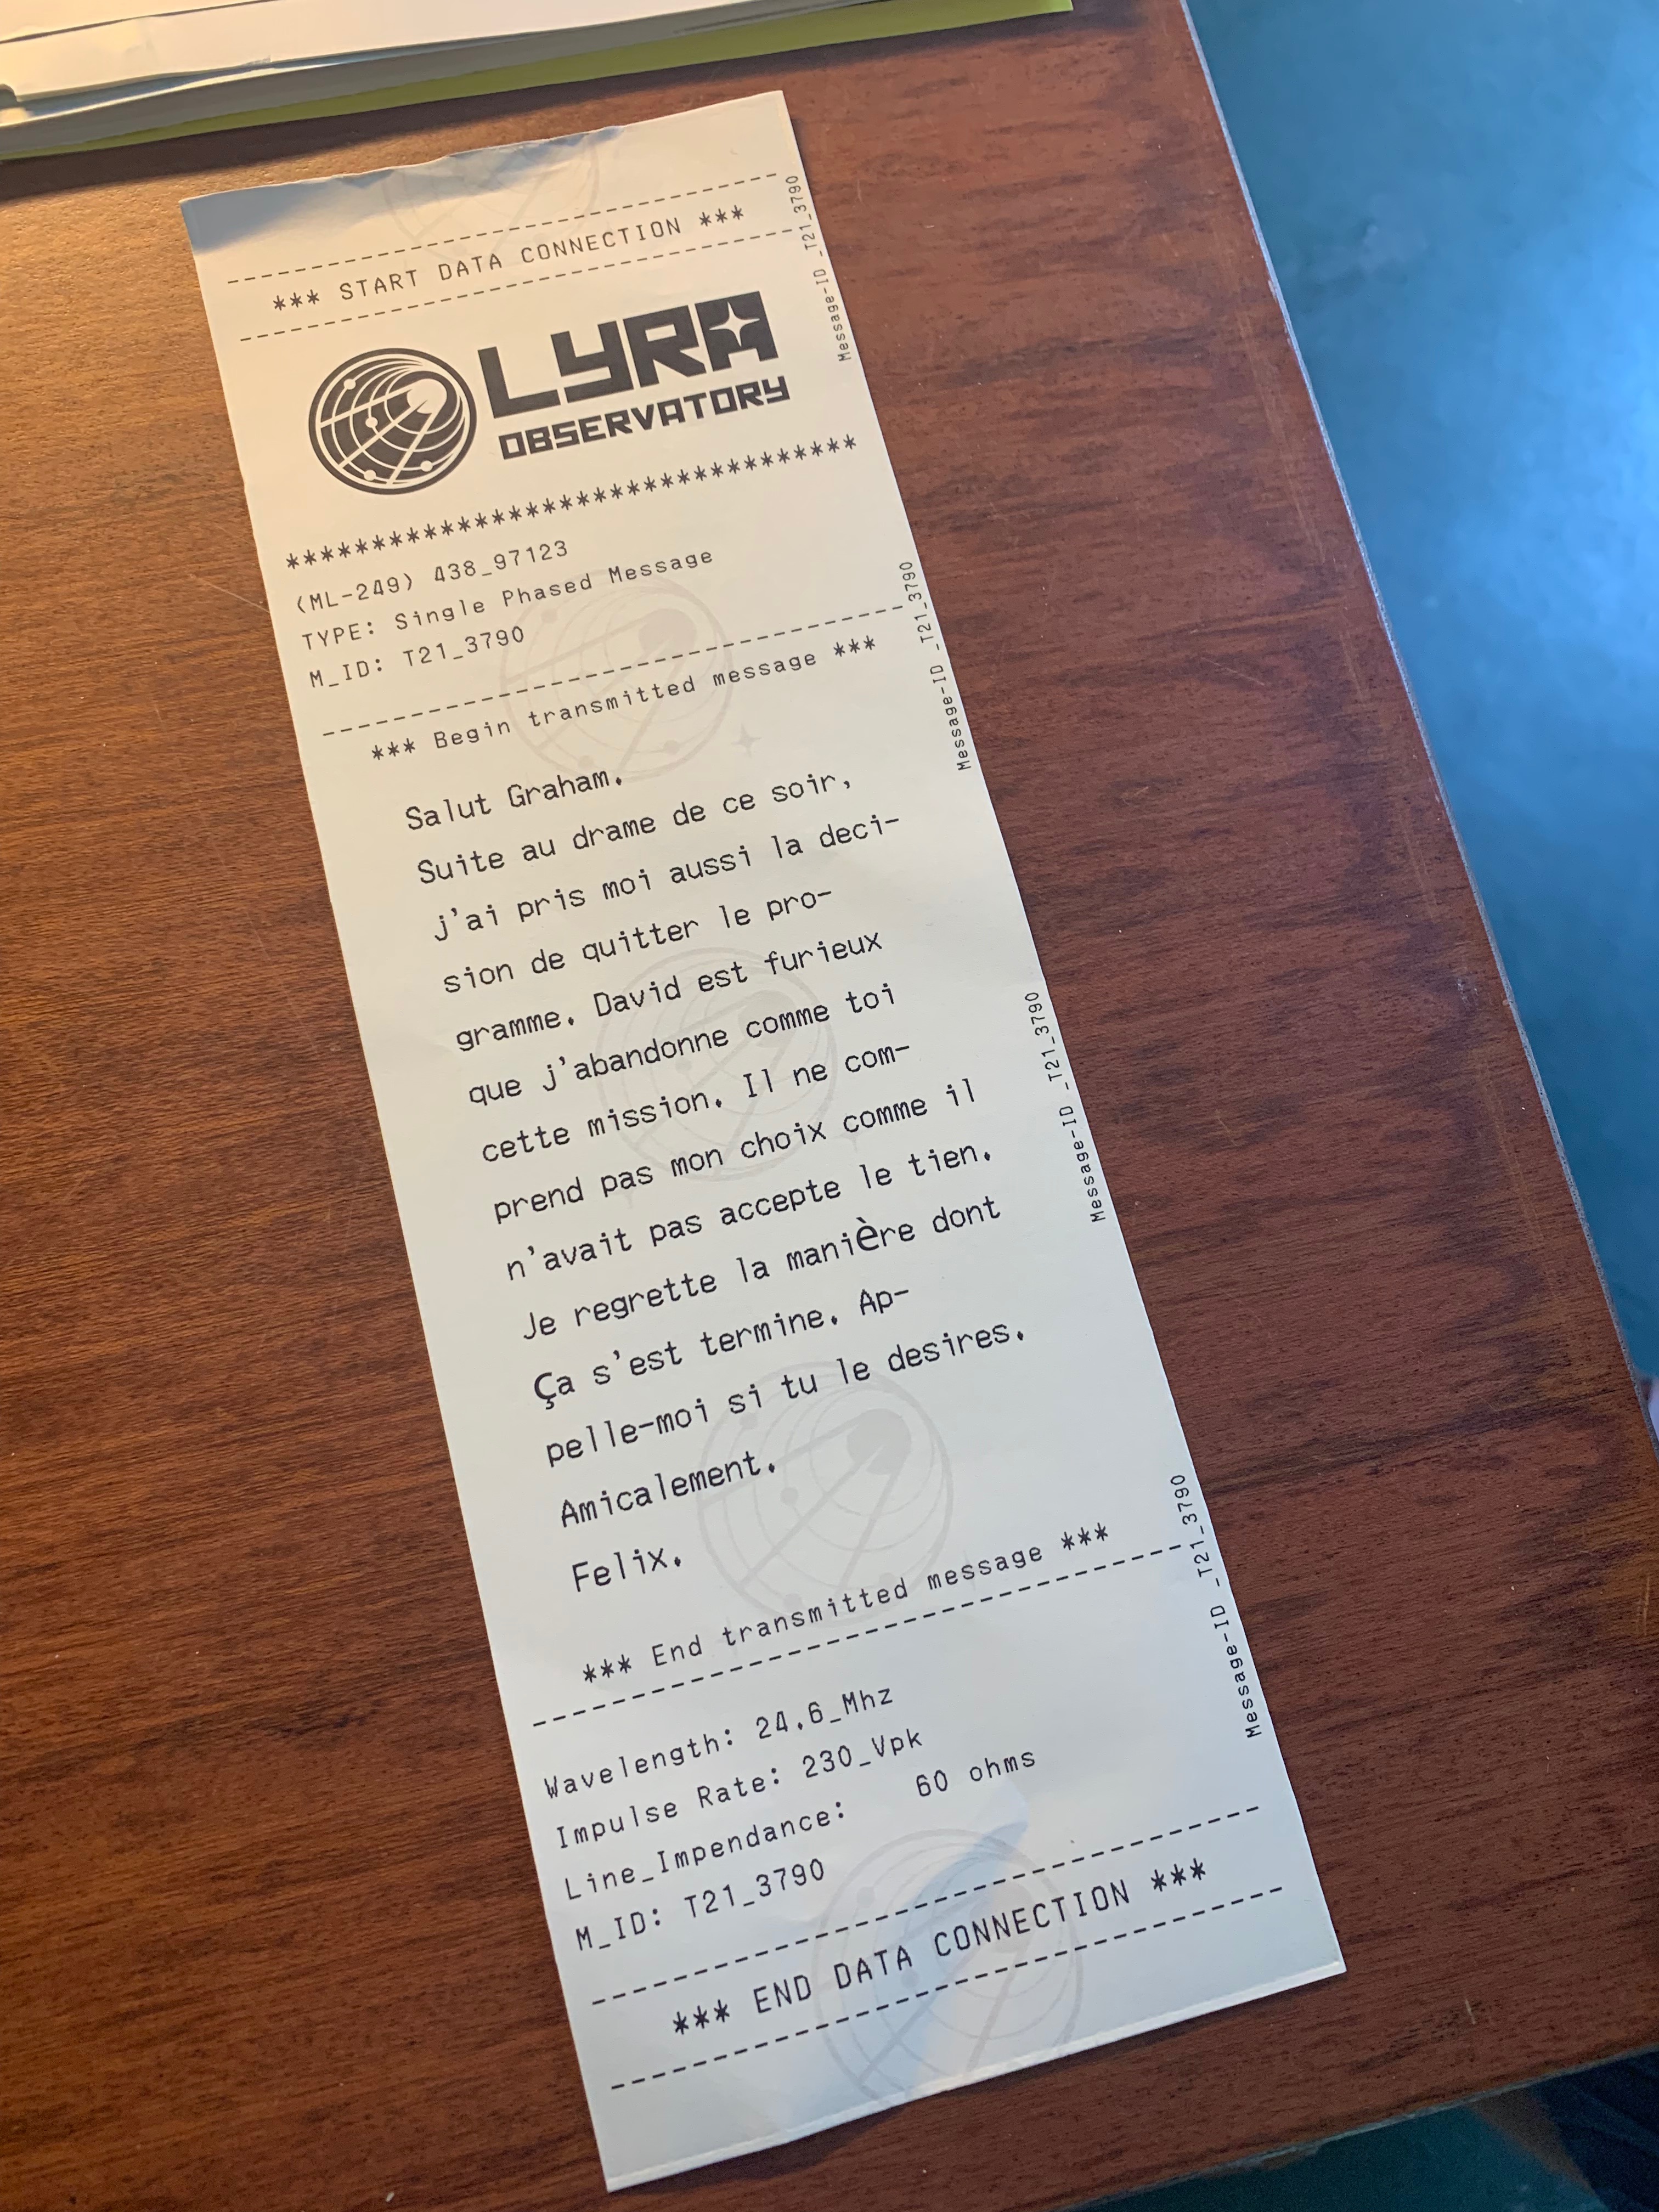 *** START DATA CONNECTION ***
LYRA
OBSERVATORY
**********************************
(ML-249) 438_97123
TYPE: Single Phased Message
M_ID: T21_3790
*** Begin transmitted message ***
Salut Graham.
Suite au drame de ce soir,
j'ai pris moi aussi la deci-
sion de quitter le pro-
gramme. David est furieux
que j'abandonne comme toi
cette mission. Il ne com-
prend pas mon choix comme il
n'avait pas accepte le tien.
Je regrette la manière dont
Ça s'est termine. Ap-
pelle-moi si tu le desires.
Amicalement.
Felix.
*** End transmitted message ***
Wavelength: 24.6_Mhz
Impulse Rate: 230_Vpk
Line_Impendance: 60 ohms
M_ID: T21_3790
*** END DATA CONNECTION ***
Message-ID _T21_3790
Message-ID _T21_3790
Message-ID _T21_3790
Message-ID _T21_3790